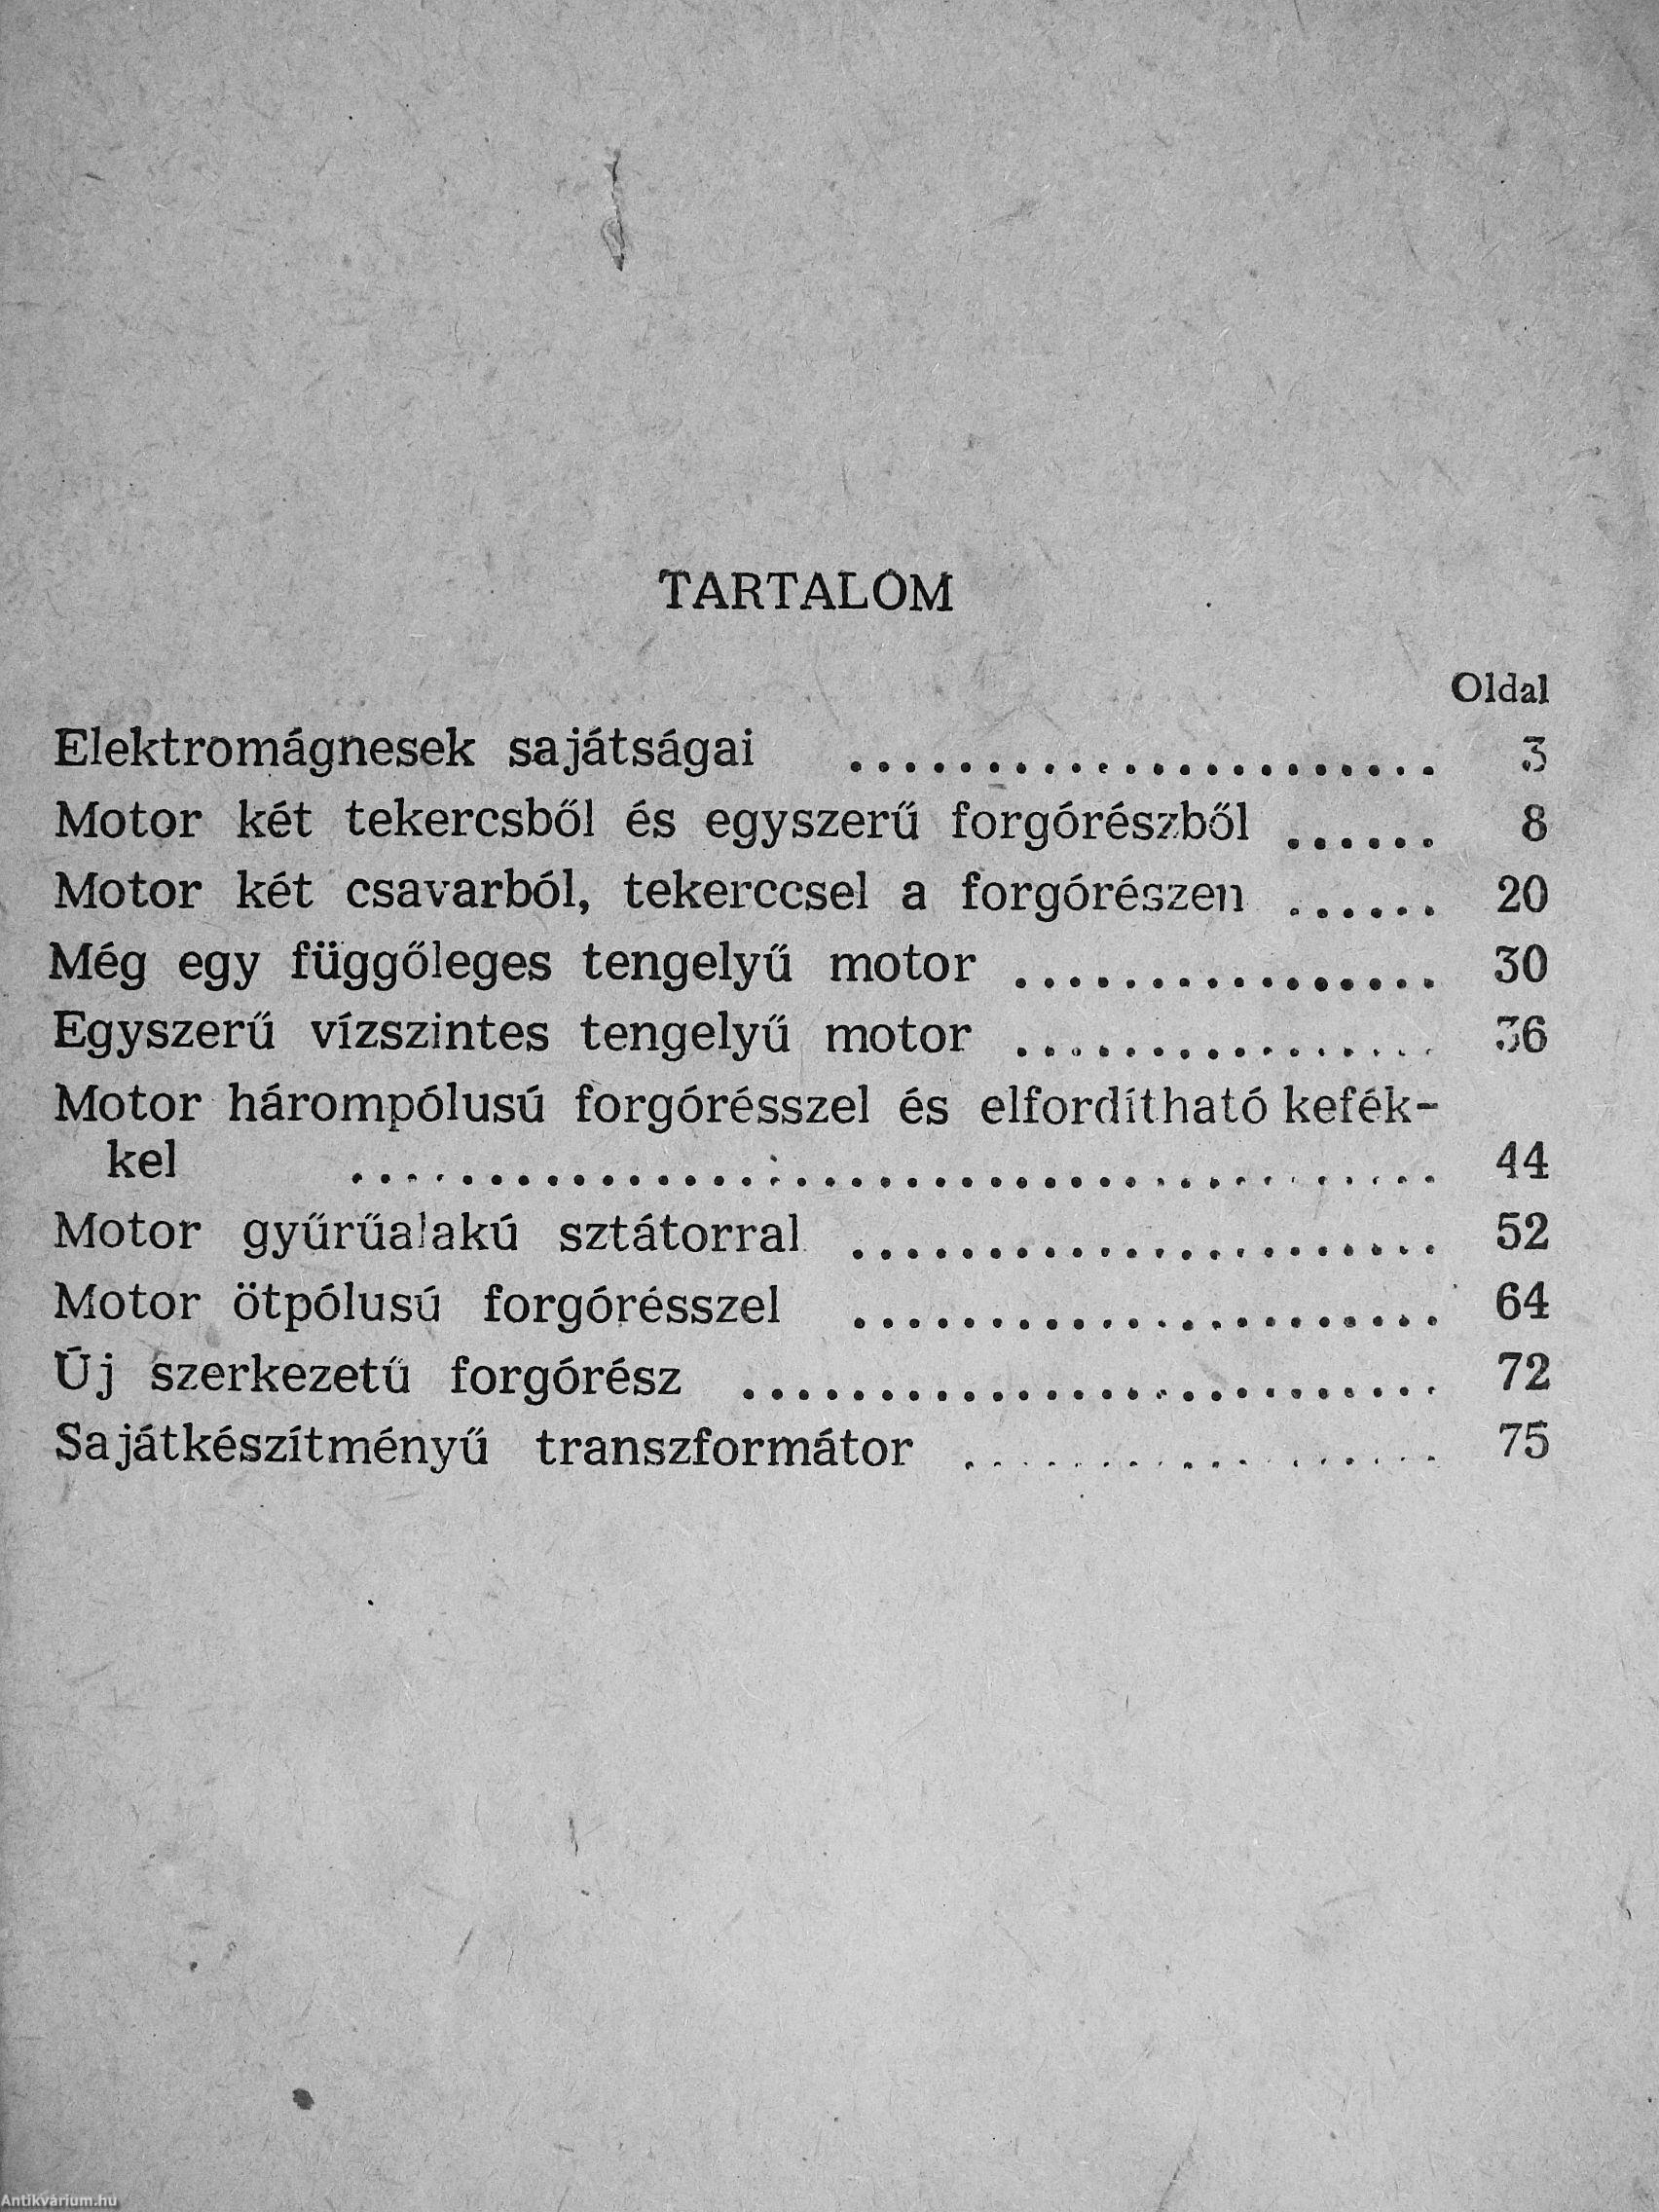 TARTALOM
Oldal
Elektromágnesek sajátságai ...................... 3
Motor két tekercsből és egyszerű forgórészből ...... 8
Motor két csavarból, tekerccsel a forgórészen ...... 20
Még egy függőleges tengelyű motor ................ 30
Egyszerű vízszintes tengelyű motor ................ 36
Motor hárompólusú forgórésszel és elfordítható kefék-
kel ........................................ 44
Motor gyűrűalakú sztátorral ...................... 52
Motor ötpólusú forgórésszel ...................... 64
Új szerkezetű forgórész .......................... 72
Sajátkészítményű transzformátor .................. 75
Antikvárium.hu